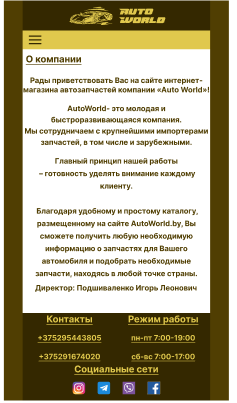 AUTO
WORLD
О компании
Рады приветствовать Вас на сайте интернет-
магазина автозапчастей компании «Auto World»!
AutoWorld- это молодая и
быстроразвивающаяся компания.
Мы сотрудничаем с крупнейшими импортерами
запчастей, в том числе и зарубежными.
Главный принцип нашей работы
– готовность уделять внимание каждому
клиенту.
Благодаря удобному и простому каталогу,
размещенному на сайте AutoWorld.by, Вы
сможете получить любую необходимую
информацию о запчастях для Вашего
автомобиля и подобрать необходимые
запчасти, находясь в любой точке страны.
Директор: Подшиваленко Игорь Леонович
Контакты Режим работы
+375295443805 пн-пт 7:00-19:00
+375291674020 сб-вс 7:00-17:00
Социальные сети